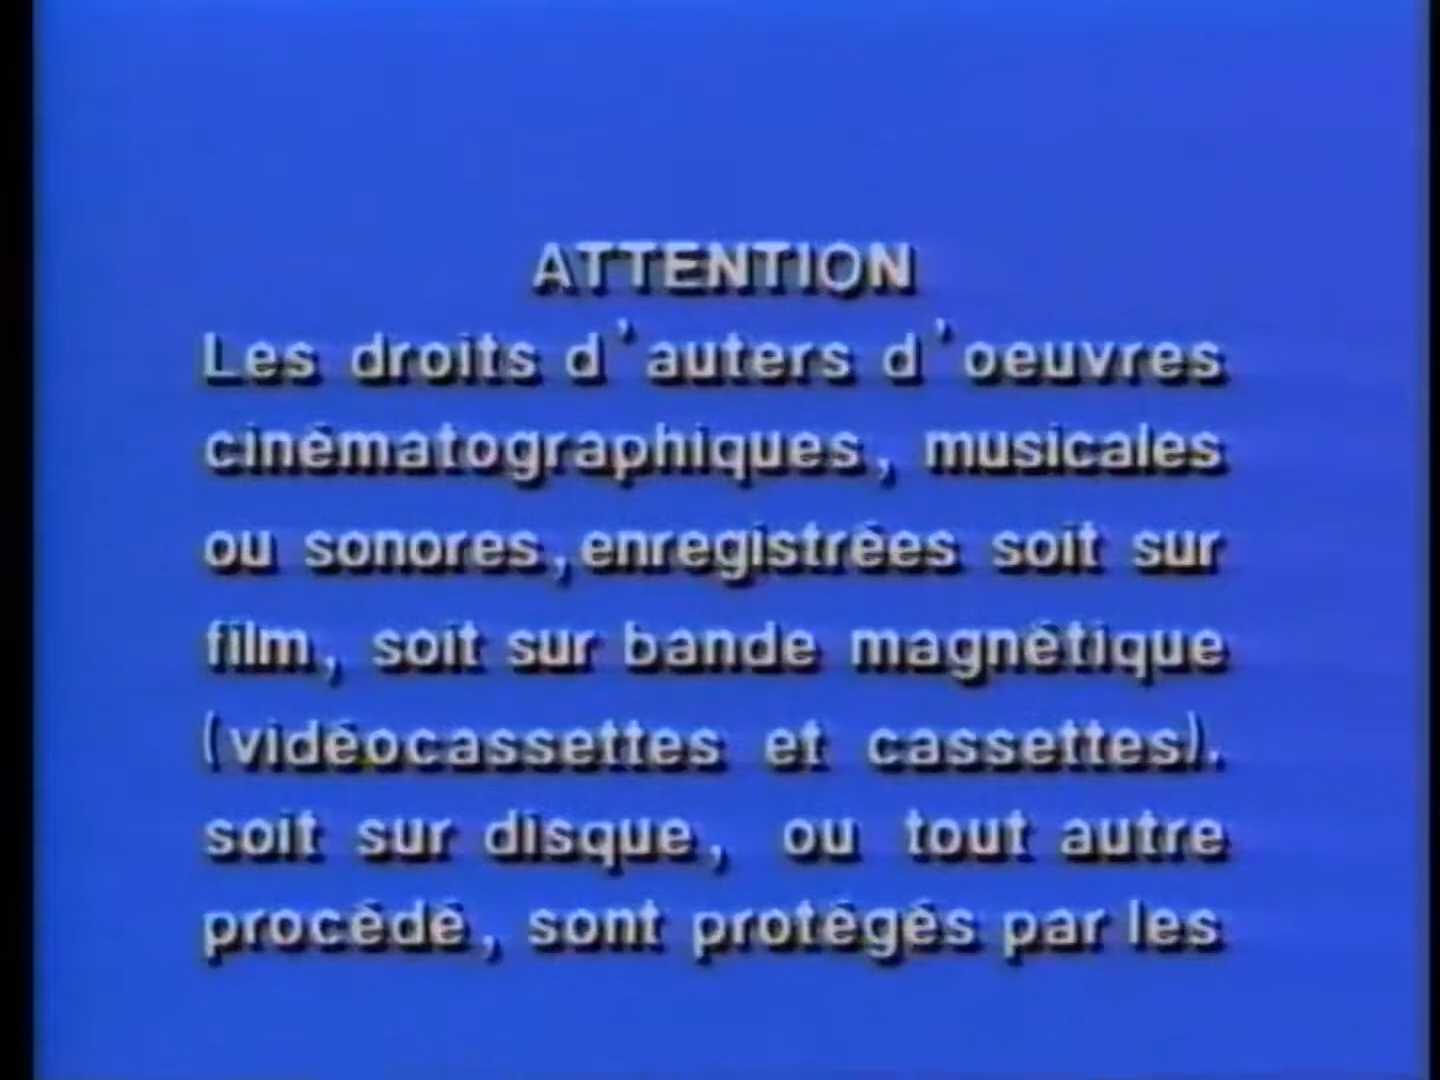 ATTENTION
Les droits d'auters d'oeuvres
cinématographiques, musicales
ou sonores,enregistrées soit sur
film, soit sur bande magnétique
(vidéocassettes et cassettes).
soit sur disque, ou tout autre
procédé, sont protégés par les